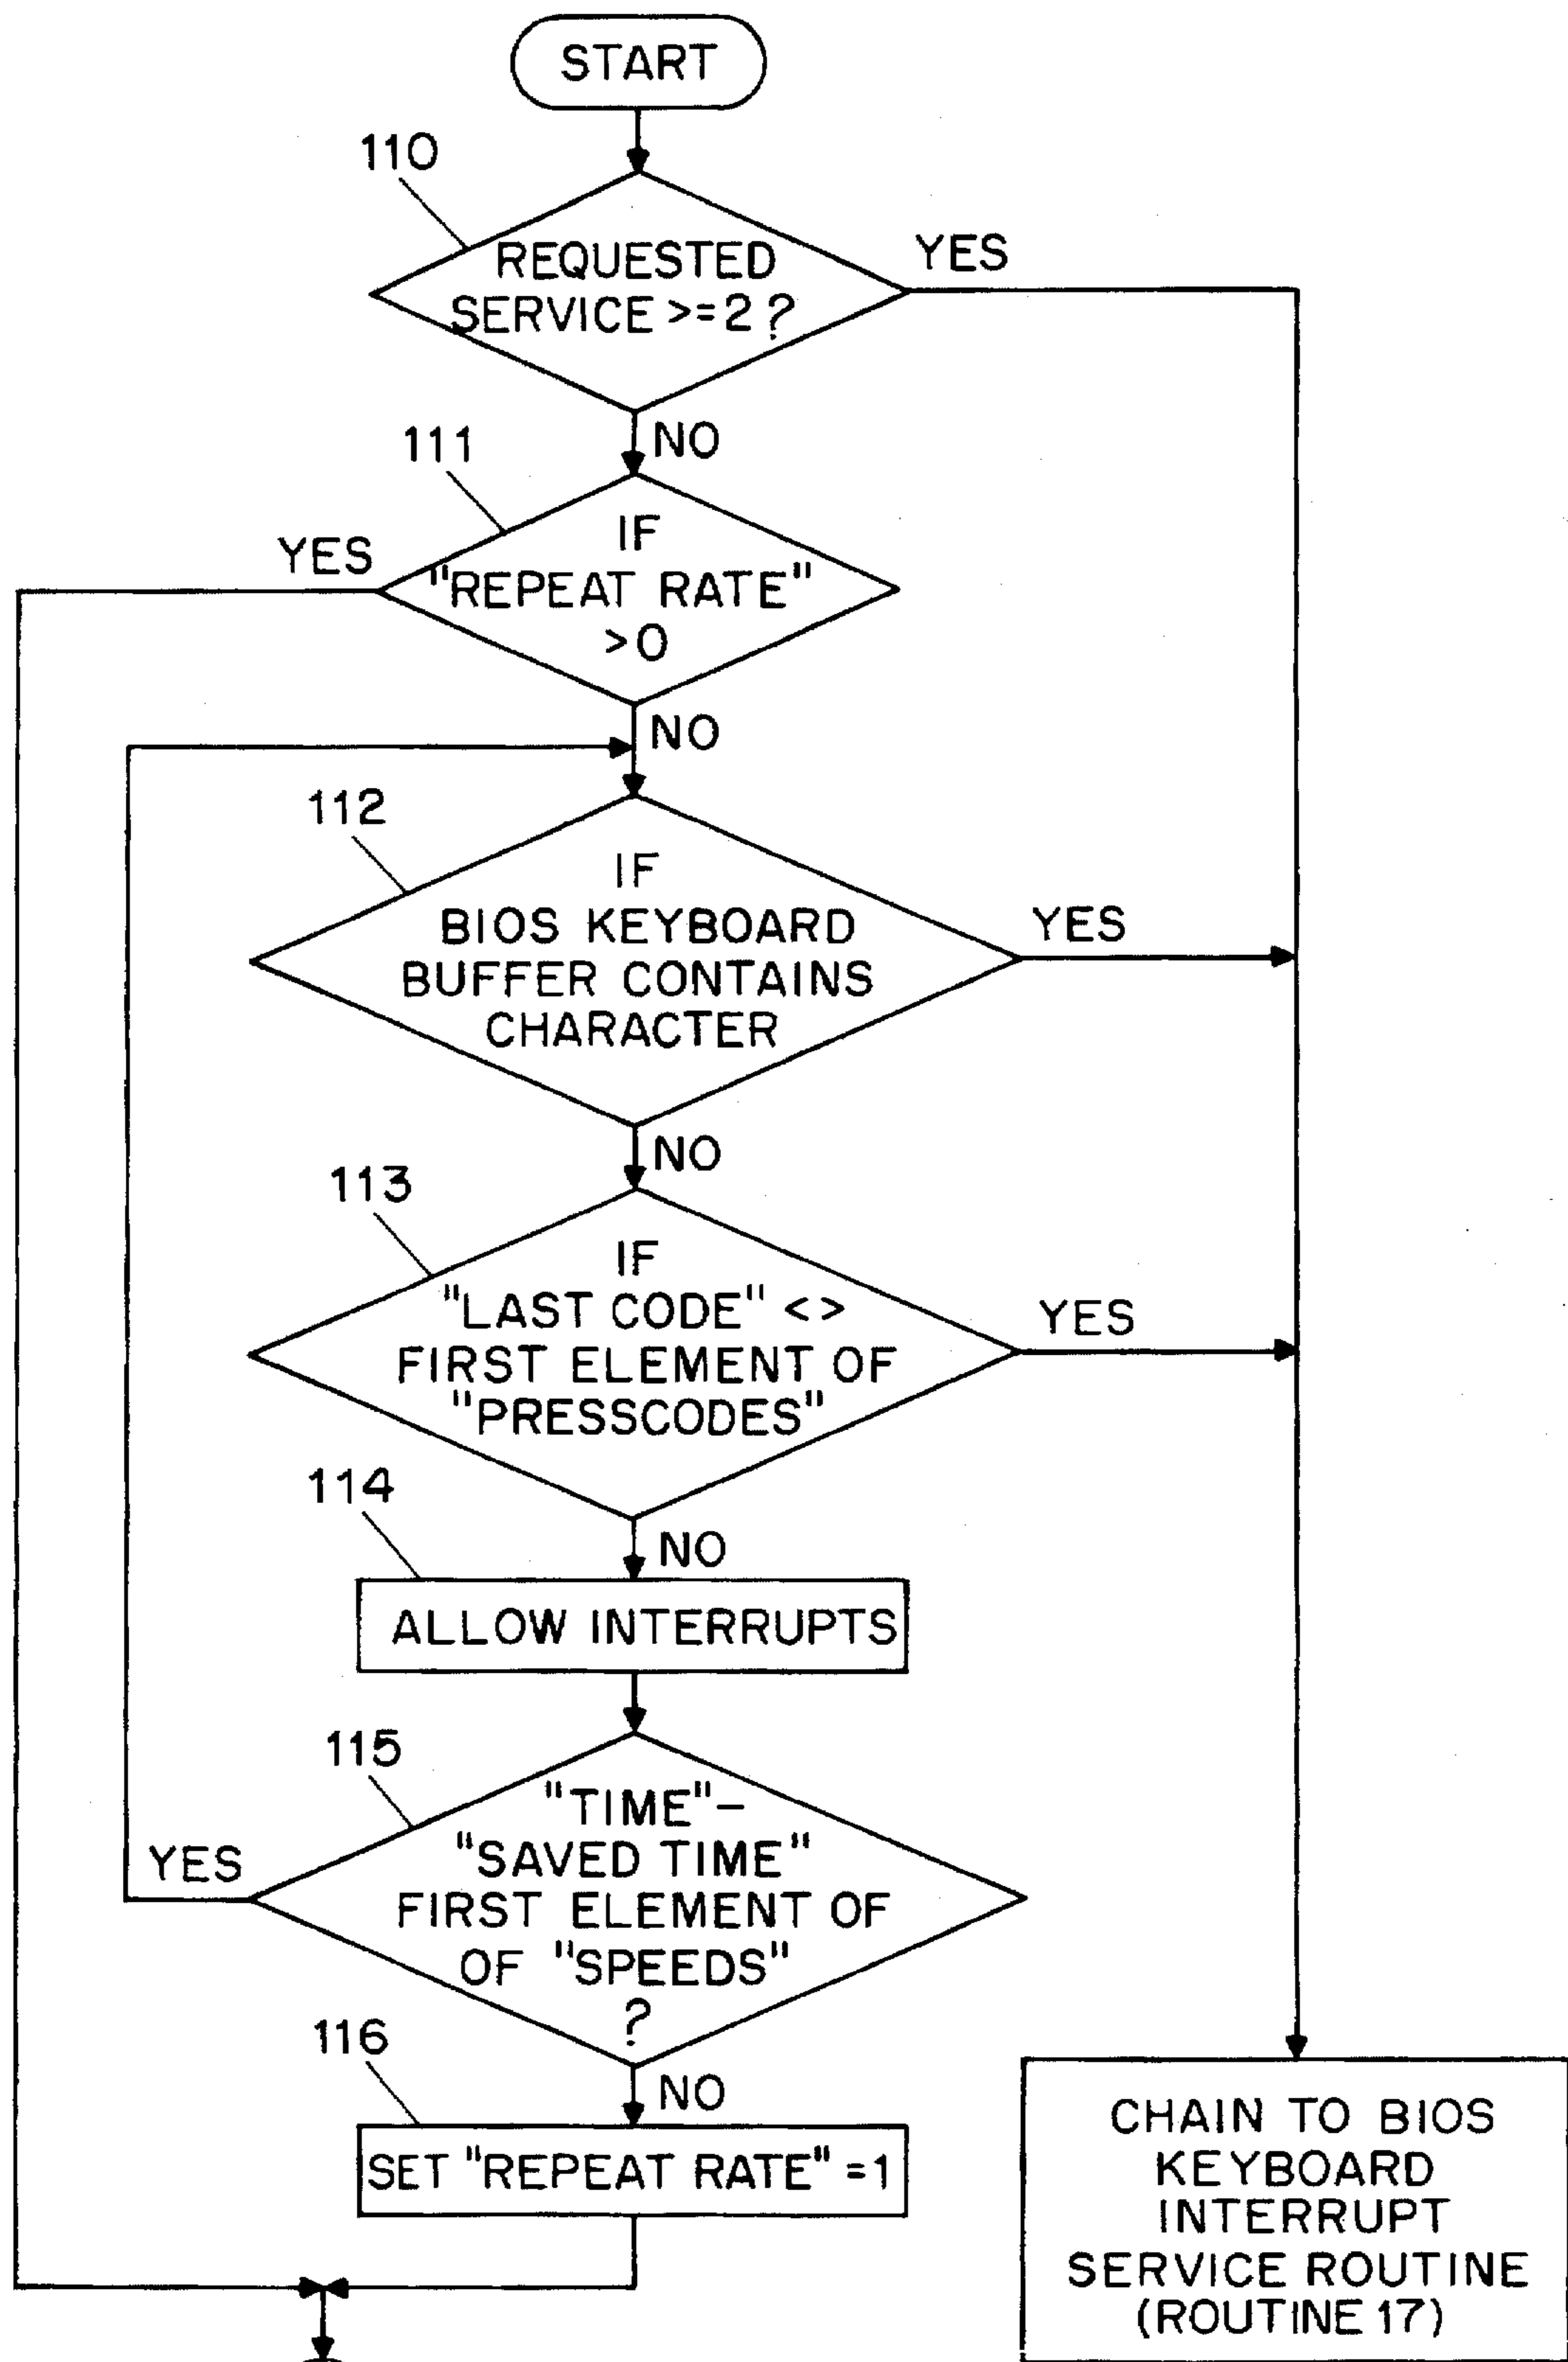 START
110
REQUESTED
SERVICE >=2?
YES
NO
111
IF
"REPEAT RATE"
>0
YES
NO
112
IF
BIOS KEYBOARD
BUFFER CONTAINS
CHARACTER
YES
NO
113
IF
"LAST CODE" <>
FIRST ELEMENT OF
"PRESSCODES"
YES
NO
114
ALLOW INTERRUPTS
115
"TIME"–
"SAVED TIME"
FIRST ELEMENT OF
OF "SPEEDS"
?
YES
NO
116
SET "REPEAT RATE" =1
CHAIN TO BIOS
KEYBOARD
INTERRUPT
SERVICE ROUTINE
(ROUTINE 17)